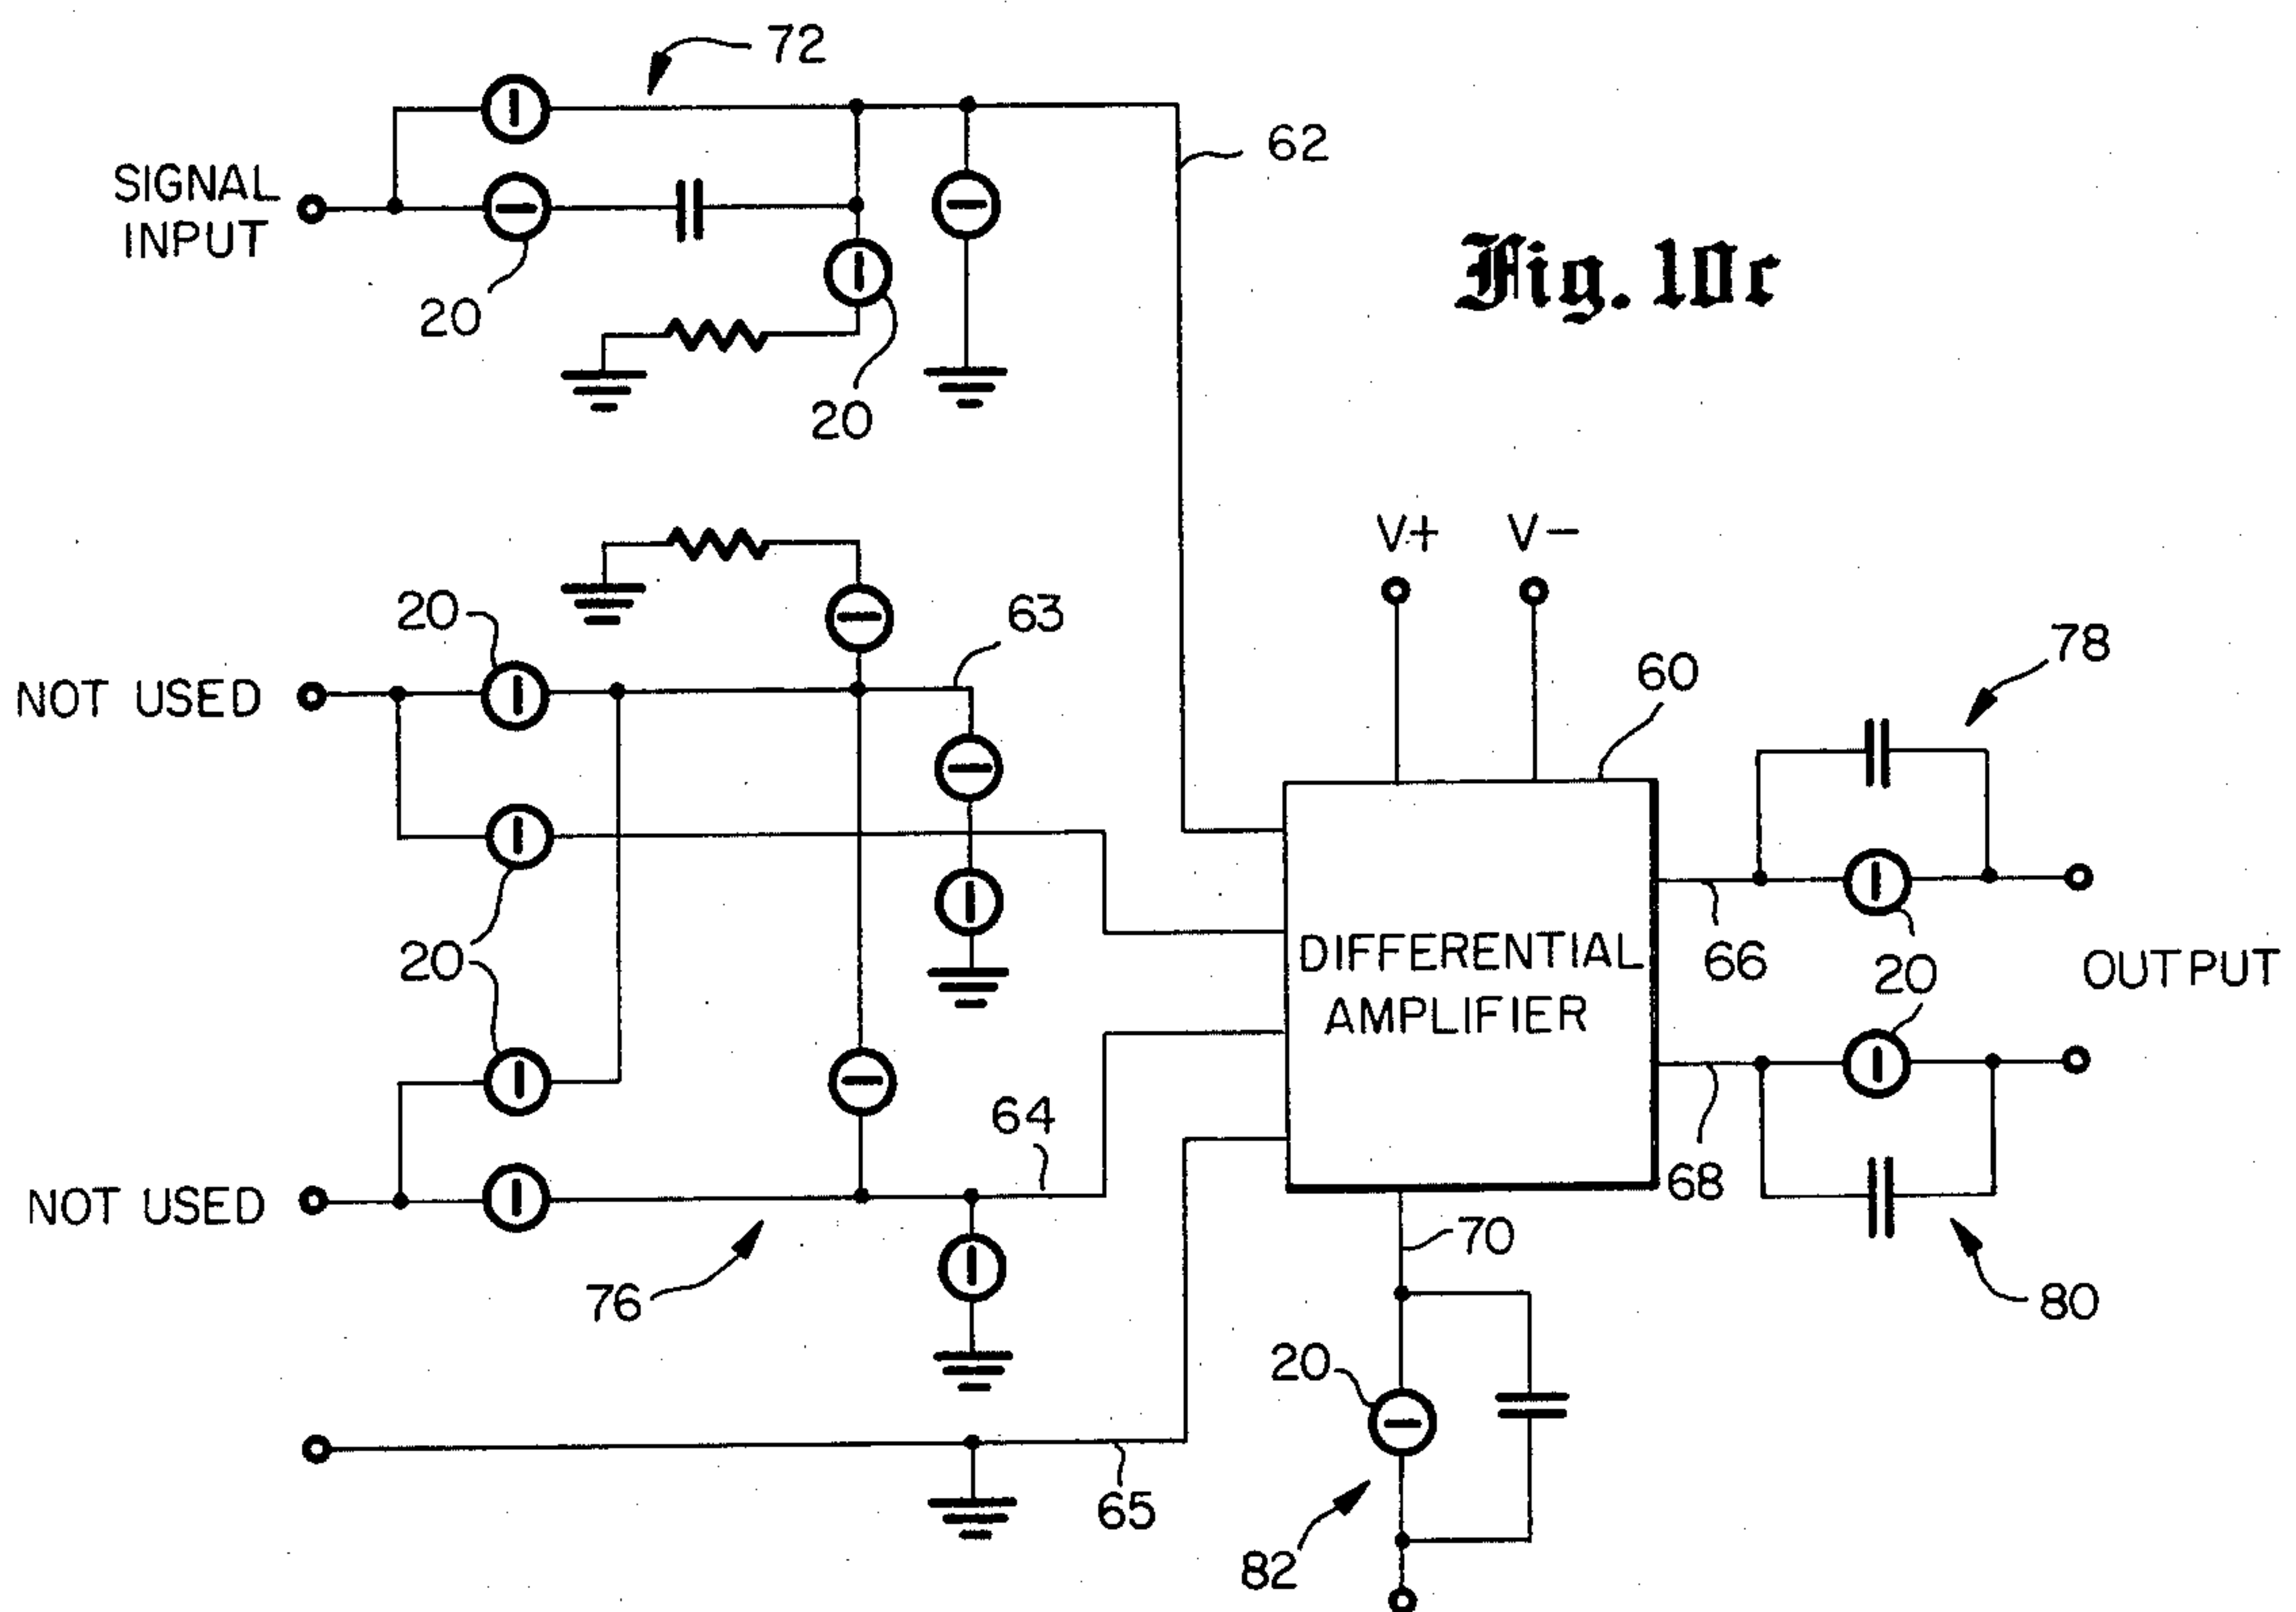 72
62
SIGNAL
INPUT
20
20
Fig. 10c
V+ V-
63
20
NOT USED
60
78
20
DIFFERENTIAL
AMPLIFIER
66
20
OUTPUT
64
68
NOT USED
76
70
80
20
65
82